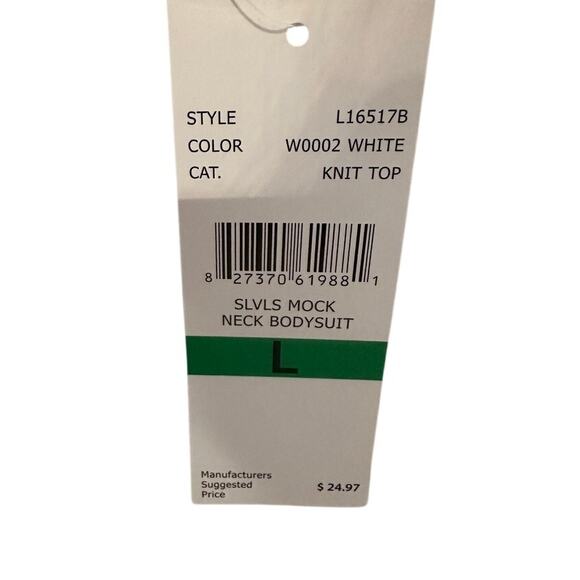 STYLE L16517B
COLOR W0002 WHITE
CAT. KNIT TOP
8 27370 61988 1
SLVLS MOCK
NECK BODYSUIT
L
Manufacturers
Suggested
Price $ 24.97